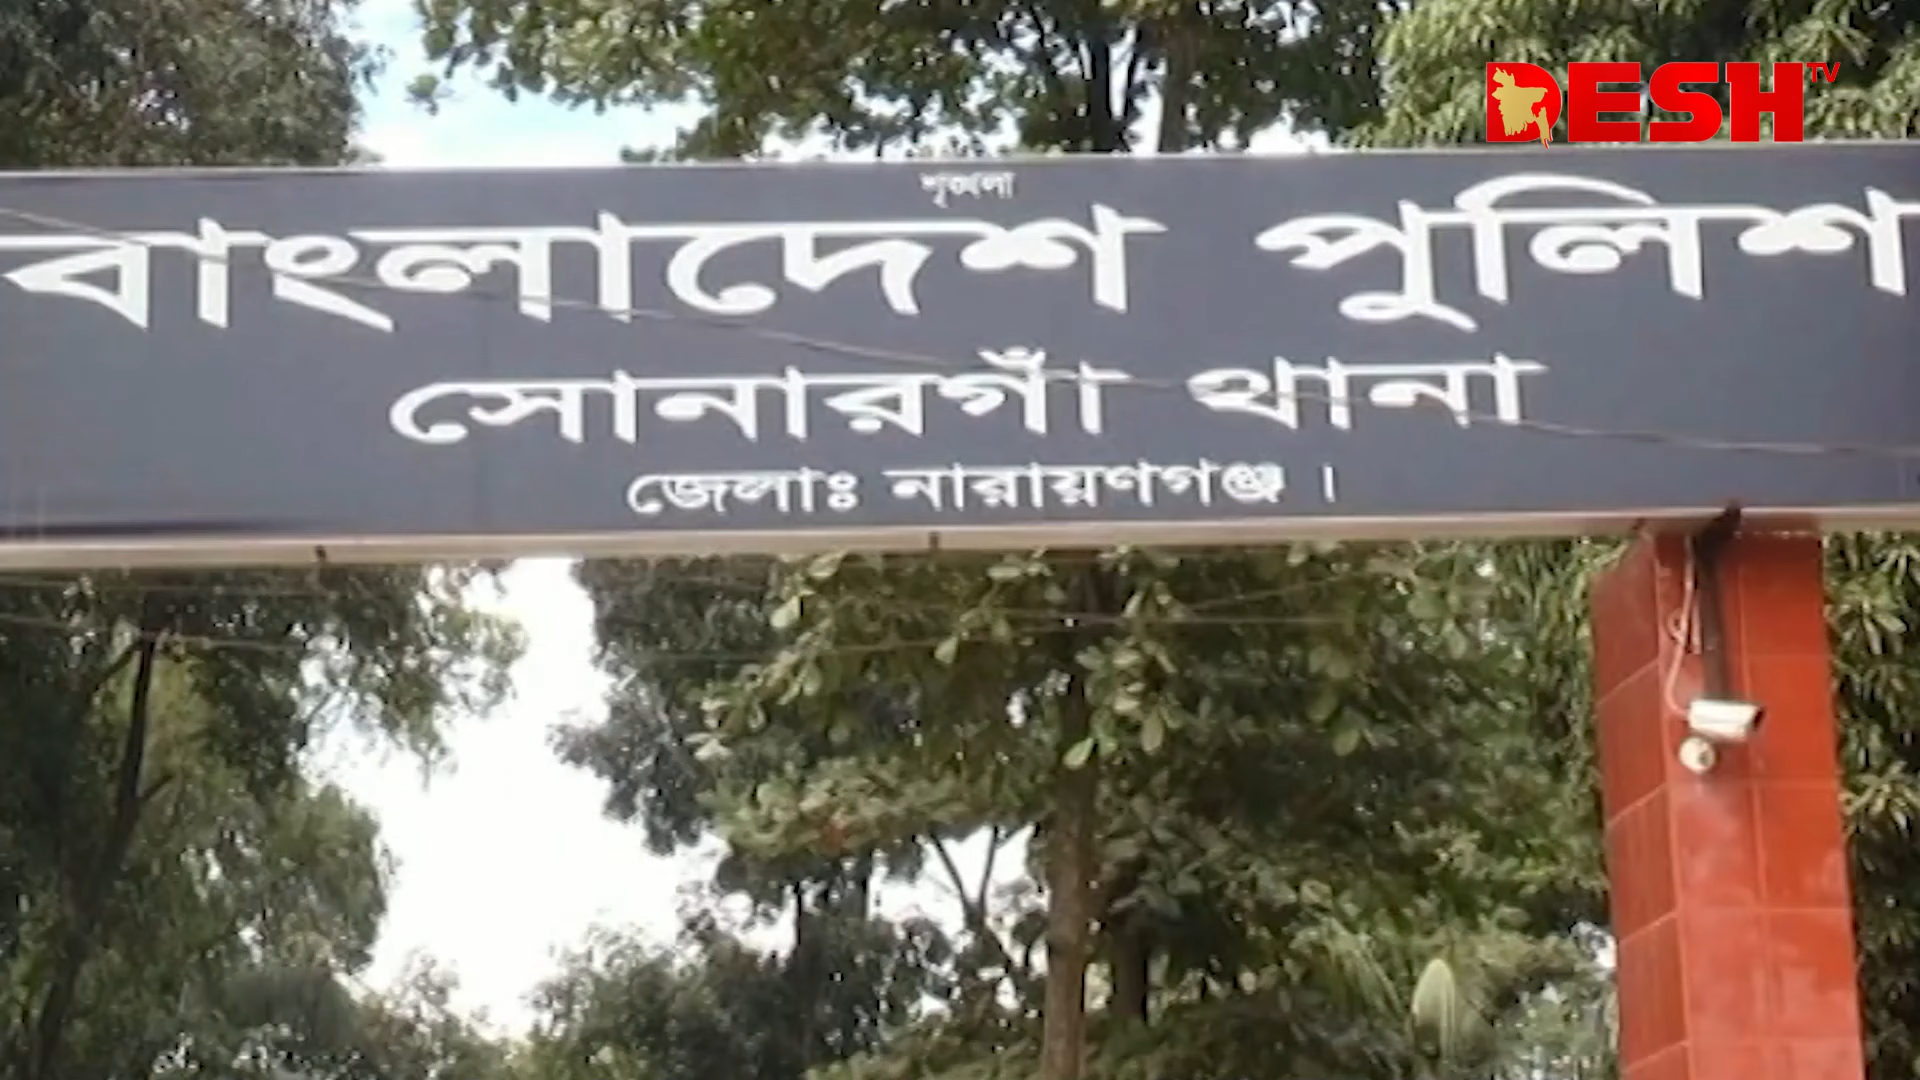 DESH TV
শৃঙ্খলা
বাংলাদেশ পুলিশ
সোনারগাঁ থানা
জেলাঃ নারায়ণগঞ্জ ।